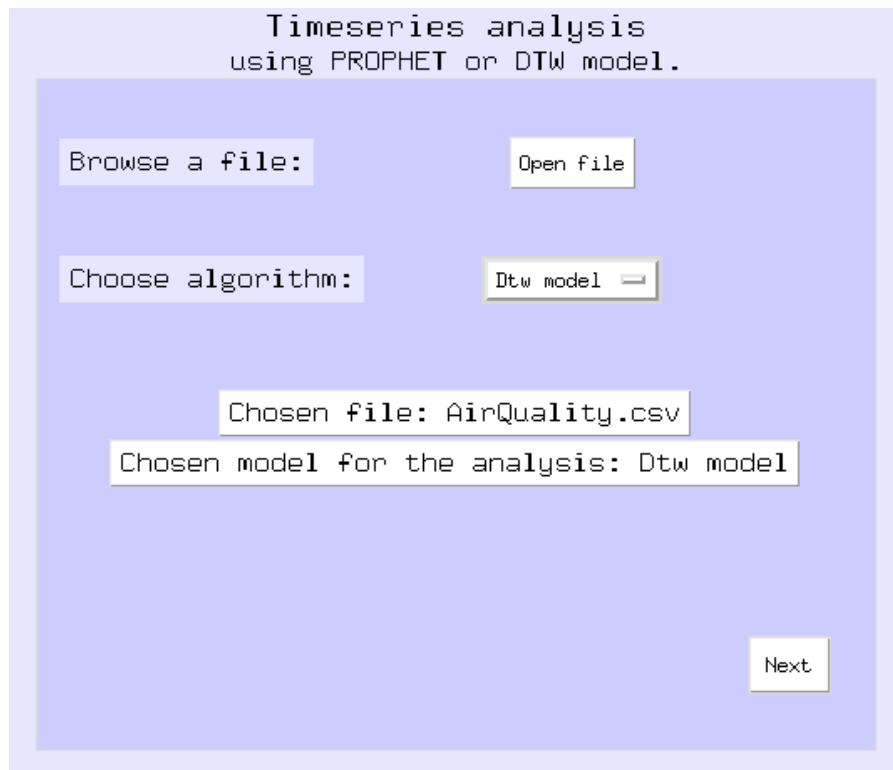 Timeseries analysis
using PROPHET or DTW model.
Browse a file:
Open file
Choose algorithm:
Dtw model
Chosen file: AirQuality.csv
Chosen model for the analysis: Dtw model
Next